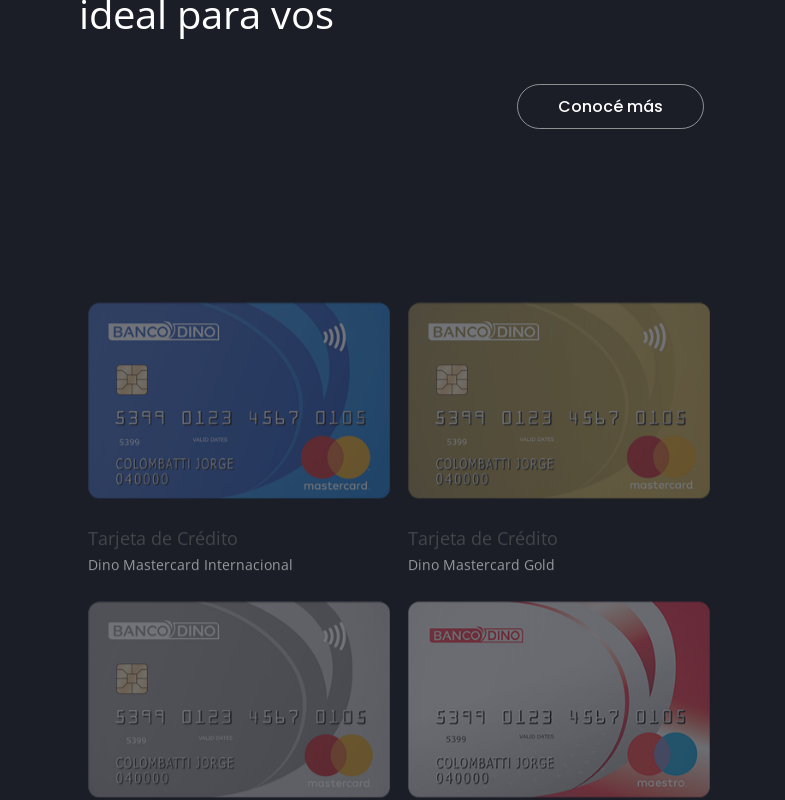 ideal para vos
Conocé más
BANCO DINO
5399 0123 4567 0105
5399 VALID DATES
COLOMBATTI JORGE
040000
mastercard.
BANCO DINO
5399 0123 4567 0105
5399 VALID DATES
COLOMBATTI JORGE
040000
mastercard.
Tarjeta de Crédito
Dino Mastercard Internacional
Tarjeta de Crédito
Dino Mastercard Gold
BANCO DINO
5399 0123 4567 0105
5399 VALID DATES
COLOMBATTI JORGE
040000
mastercard
BANCO DINO
5399 0123 4567 0105
5399 VALID DATES
COLOMBATTI JORGE
040000
maestro.